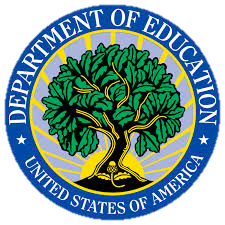 DEPARTMENT OF EDUCATION
UNITED STATES OF AMERICA